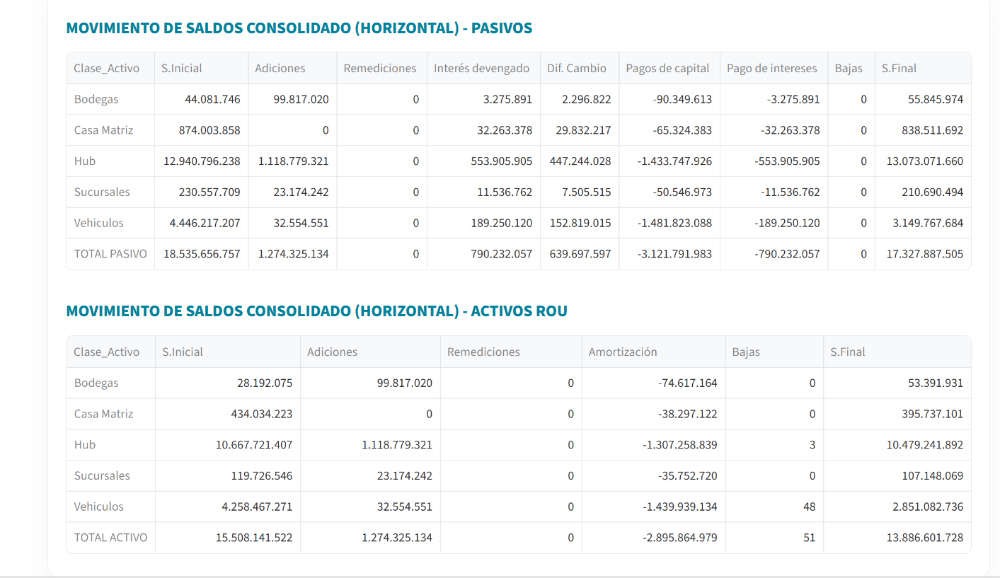 MOVIMIENTO DE SALDOS CONSOLIDADO (HORIZONTAL) - PASIVOS
Clase_Activo S.Inicial Adiciones Remediciones Interés devengado Dif. Cambio Pagos de capital Pago de intereses Bajas S.Final
Bodegas 44.081.746 99.817.020 0 3.275.891 2.296.822 -90.349.613 -3.275.891 0 55.845.974
Casa Matriz 874.003.858 0 0 32.263.378 29.832.217 -65.324.383 -32.263.378 0 838.511.692
Hub 12.940.796.238 1.118.779.321 0 553.905.905 447.244.028 -1.433.747.926 -553.905.905 0 13.073.071.660
Sucursales 230.557.709 23.174.242 0 11.536.762 7.505.515 -50.546.973 -11.536.762 0 210.690.494
Vehiculos 4.446.217.207 32.554.551 0 189.250.120 152.819.015 -1.481.823.088 -189.250.120 0 3.149.767.684
TOTAL PASIVO 18.535.656.757 1.274.325.134 0 790.232.057 639.697.597 -3.121.791.983 -790.232.057 0 17.327.887.505
MOVIMIENTO DE SALDOS CONSOLIDADO (HORIZONTAL) - ACTIVOS ROU
Clase_Activo S.Inicial Adiciones Remediciones Amortización Bajas S.Final
Bodegas 28.192.075 99.817.020 0 -74.617.164 0 53.391.931
Casa Matriz 434.034.223 0 0 -38.297.122 0 395.737.101
Hub 10.667.721.407 1.118.779.321 0 -1.307.258.839 3 10.479.241.892
Sucursales 119.726.546 23.174.242 0 -35.752.720 0 107.148.069
Vehiculos 4.258.467.271 32.554.551 0 -1.439.939.134 48 2.851.082.736
TOTAL ACTIVO 15.508.141.522 1.274.325.134 0 -2.895.864.979 51 13.886.601.728